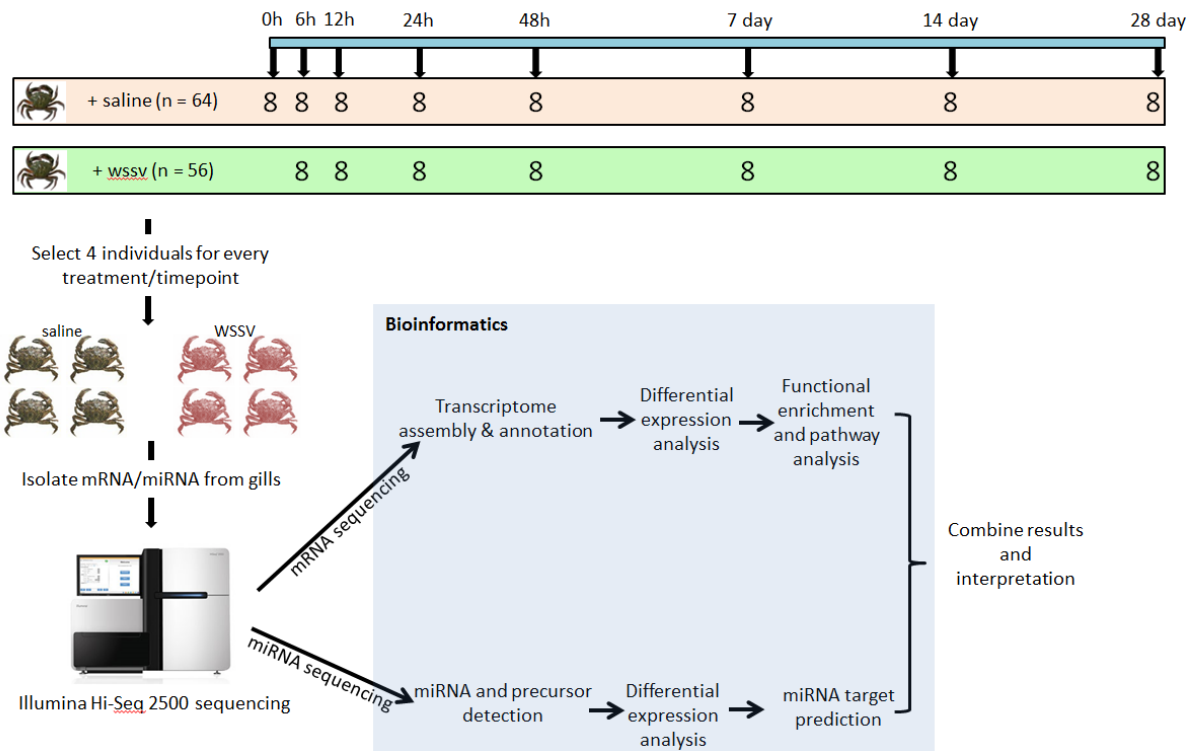 0h 6h 12h 24h 48h 7 day 14 day 28 day
+ saline (n = 64) 8 8 8 8 8 8 8 8
+ wssv (n = 56) 8 8 8 8 8 8 8
Select 4 individuals for every
treatment/timepoint
saline WSSV
Isolate mRNA/miRNA from gills
Illumina Hi-Seq 2500 sequencing
Bioinformatics
mRNA sequencing
Transcriptome
assembly & annotation
Differential
expression
analysis
Functional
enrichment
and pathway
analysis
miRNA sequencing
miRNA and precursor
detection
Differential
expression
analysis
miRNA target
prediction
Combine results
and
interpretation